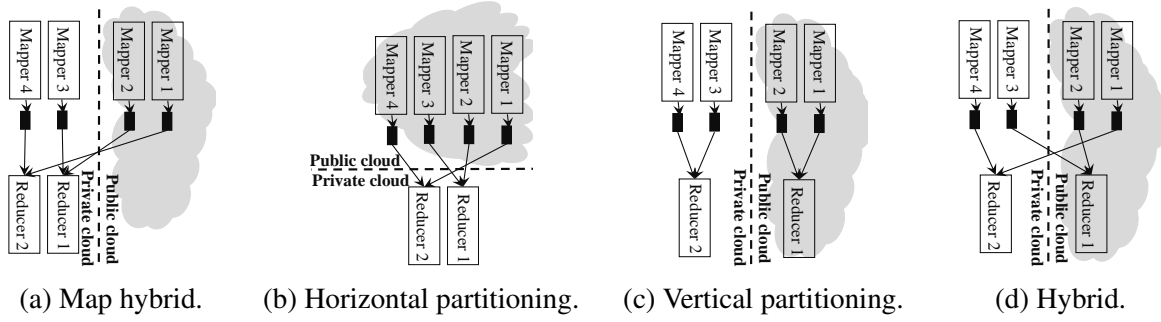 Mapper 4
Mapper 3
Mapper 2
Mapper 1
Reducer 2
Reducer 1
Private cloud
Public cloud
(a) Map hybrid.
Mapper 4
Mapper 3
Mapper 2
Mapper 1
Public cloud
Private cloud
Reducer 2
Reducer 1
(b) Horizontal partitioning.
Mapper 4
Mapper 3
Mapper 2
Mapper 1
Reducer 2
Private cloud
Public cloud
Reducer 1
(c) Vertical partitioning.
Mapper 4
Mapper 3
Mapper 2
Mapper 1
Reducer 2
Private cloud
Public cloud
Reducer 1
(d) Hybrid.